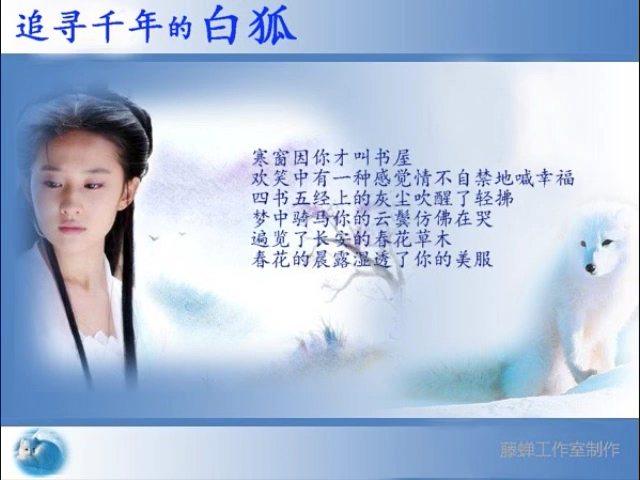 追寻千年的白狐
寒窗因你才叫书屋
欢笑中有一种感觉情不自禁地喊幸福
四书五经上的灰尘吹醒了轻拂
梦中骑马你的云鬓仿佛在哭
遍览了长安的春花草木
春花的晨露湿透了你的美服
藤蝉工作室制作